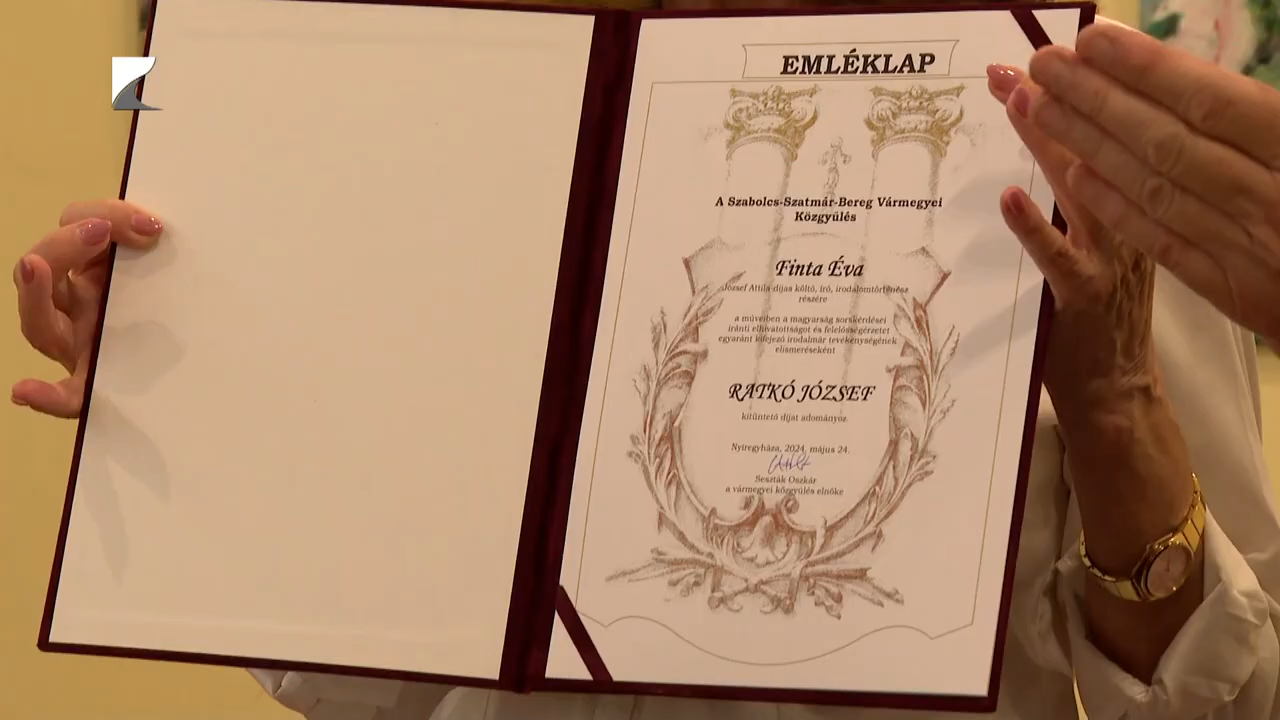 EMLÉKLAP
A Szabolcs-Szatmár-Bereg Vármegyei
Közgyűlés
Finta Éva
József Attila-díjas költő, író, irodalomtörténész
részére
a műveiben a magyarság sorskérdései
iránti elhivatottságot és felelősségérzetet
egyaránt kifejező irodalmár tevékenységének
elismeréseként
RATKÓ JÓZSEF
kitüntető díjat adományoz.
Nyíregyháza, 2024. május 24.
Seszták Oszkár
a vármegyei közgyűlés elnöke